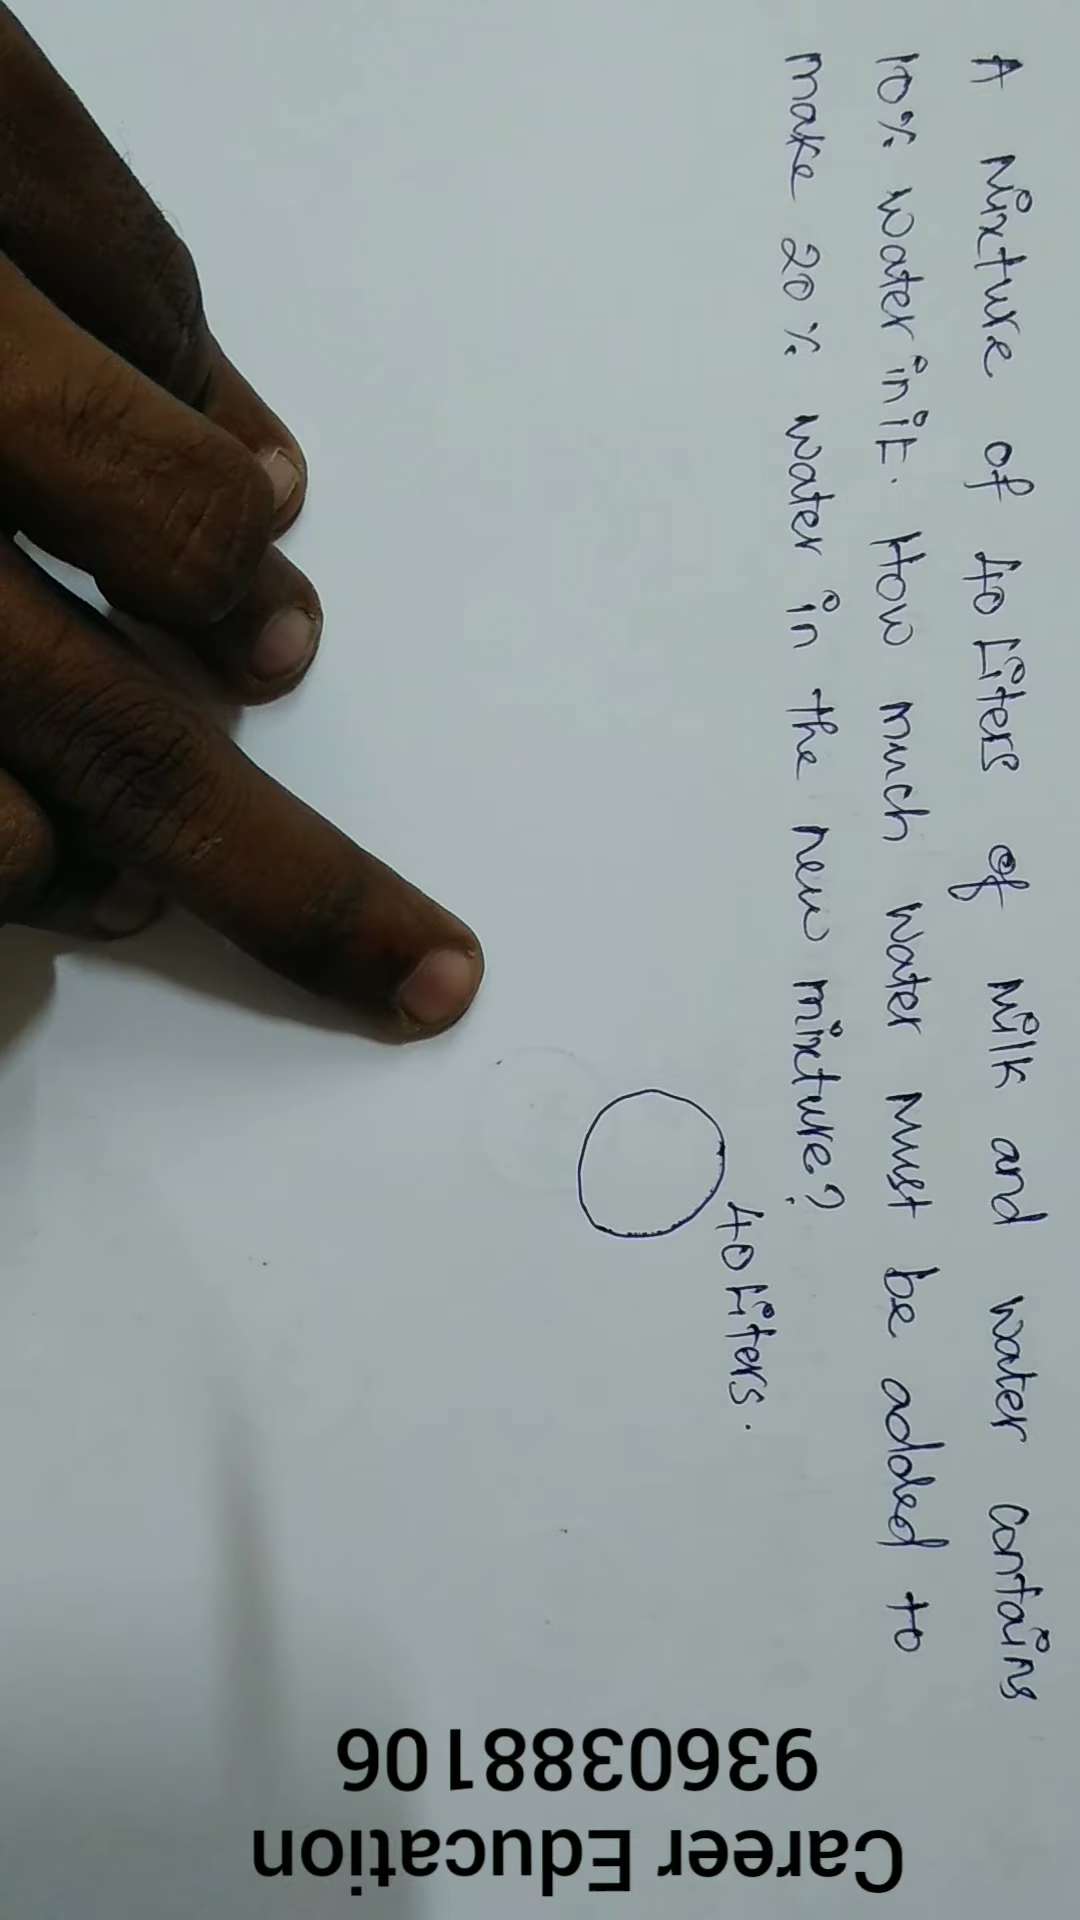 A Mixture of 40 Liters of Milk and water contains
10% water in it. How much water must be added to
make 20% water in the new mixture?
40 Liters.
9360388106
Career Education